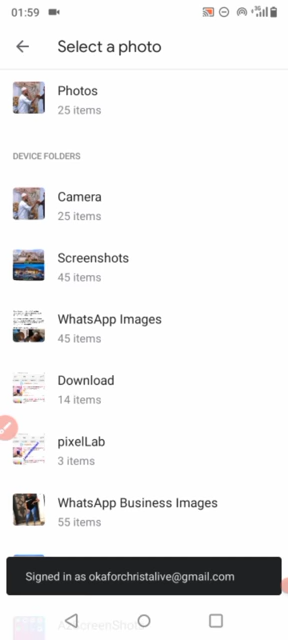 01:59
Select a photo
Photos
25 items
DEVICE FOLDERS
Camera
25 items
Screenshots
45 items
WhatsApp Images
45 items
Download
14 items
pixelLab
3 items
WhatsApp Business Images
55 items
Signed in as okaforchristalive@gmail.com